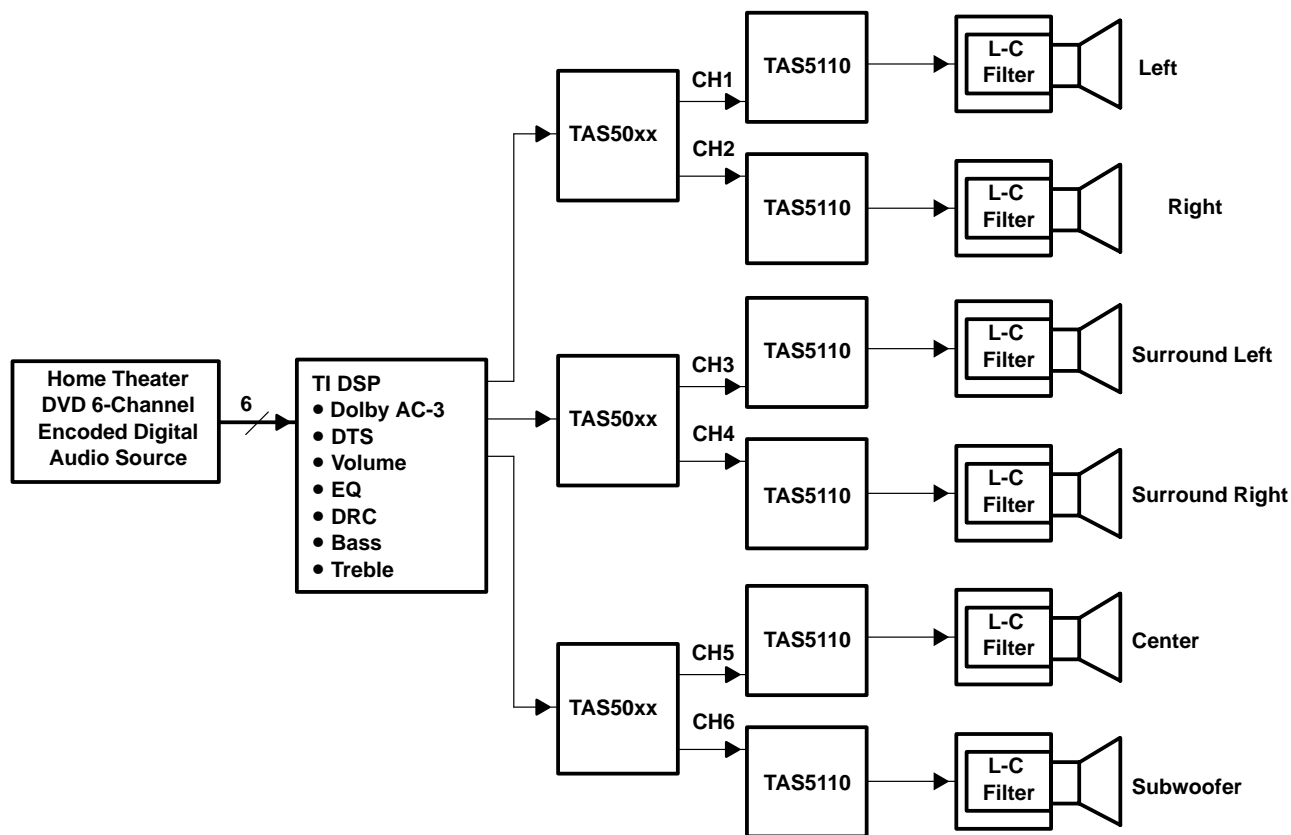 Home Theater
DVD 6-Channel
Encoded Digital
Audio Source
6
TI DSP
● Dolby AC-3
● DTS
● Volume
● EQ
● DRC
● Bass
● Treble
TAS50xx
CH1
TAS5110
L-C
Filter
Left
CH2
TAS5110
L-C
Filter
Right
TAS50xx
CH3
TAS5110
L-C
Filter
Surround Left
CH4
TAS5110
L-C
Filter
Surround Right
TAS50xx
CH5
TAS5110
L-C
Filter
Center
CH6
TAS5110
L-C
Filter
Subwoofer